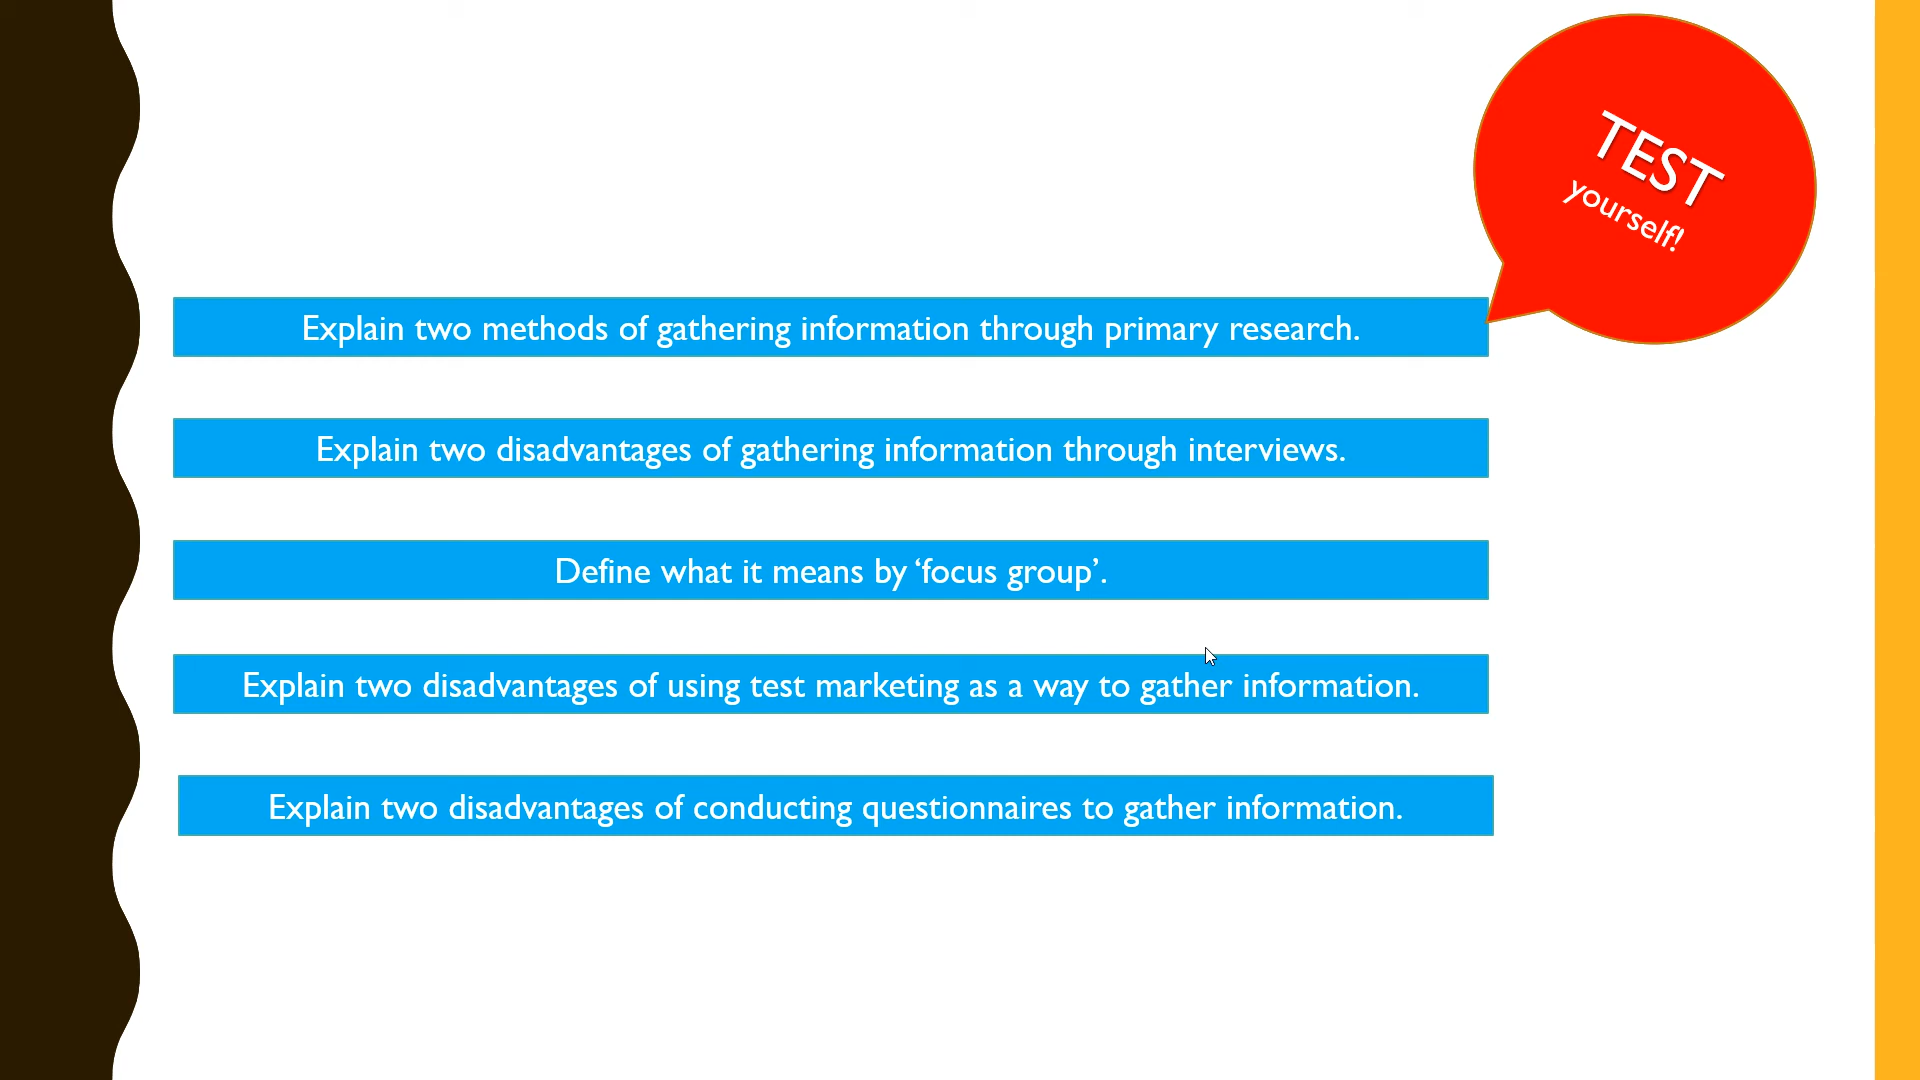 TEST
yourself!
Explain two methods of gathering information through primary research.
Explain two disadvantages of gathering information through interviews.
Define what it means by ‘focus group’.
Explain two disadvantages of using test marketing as a way to gather information.
Explain two disadvantages of conducting questionnaires to gather information.